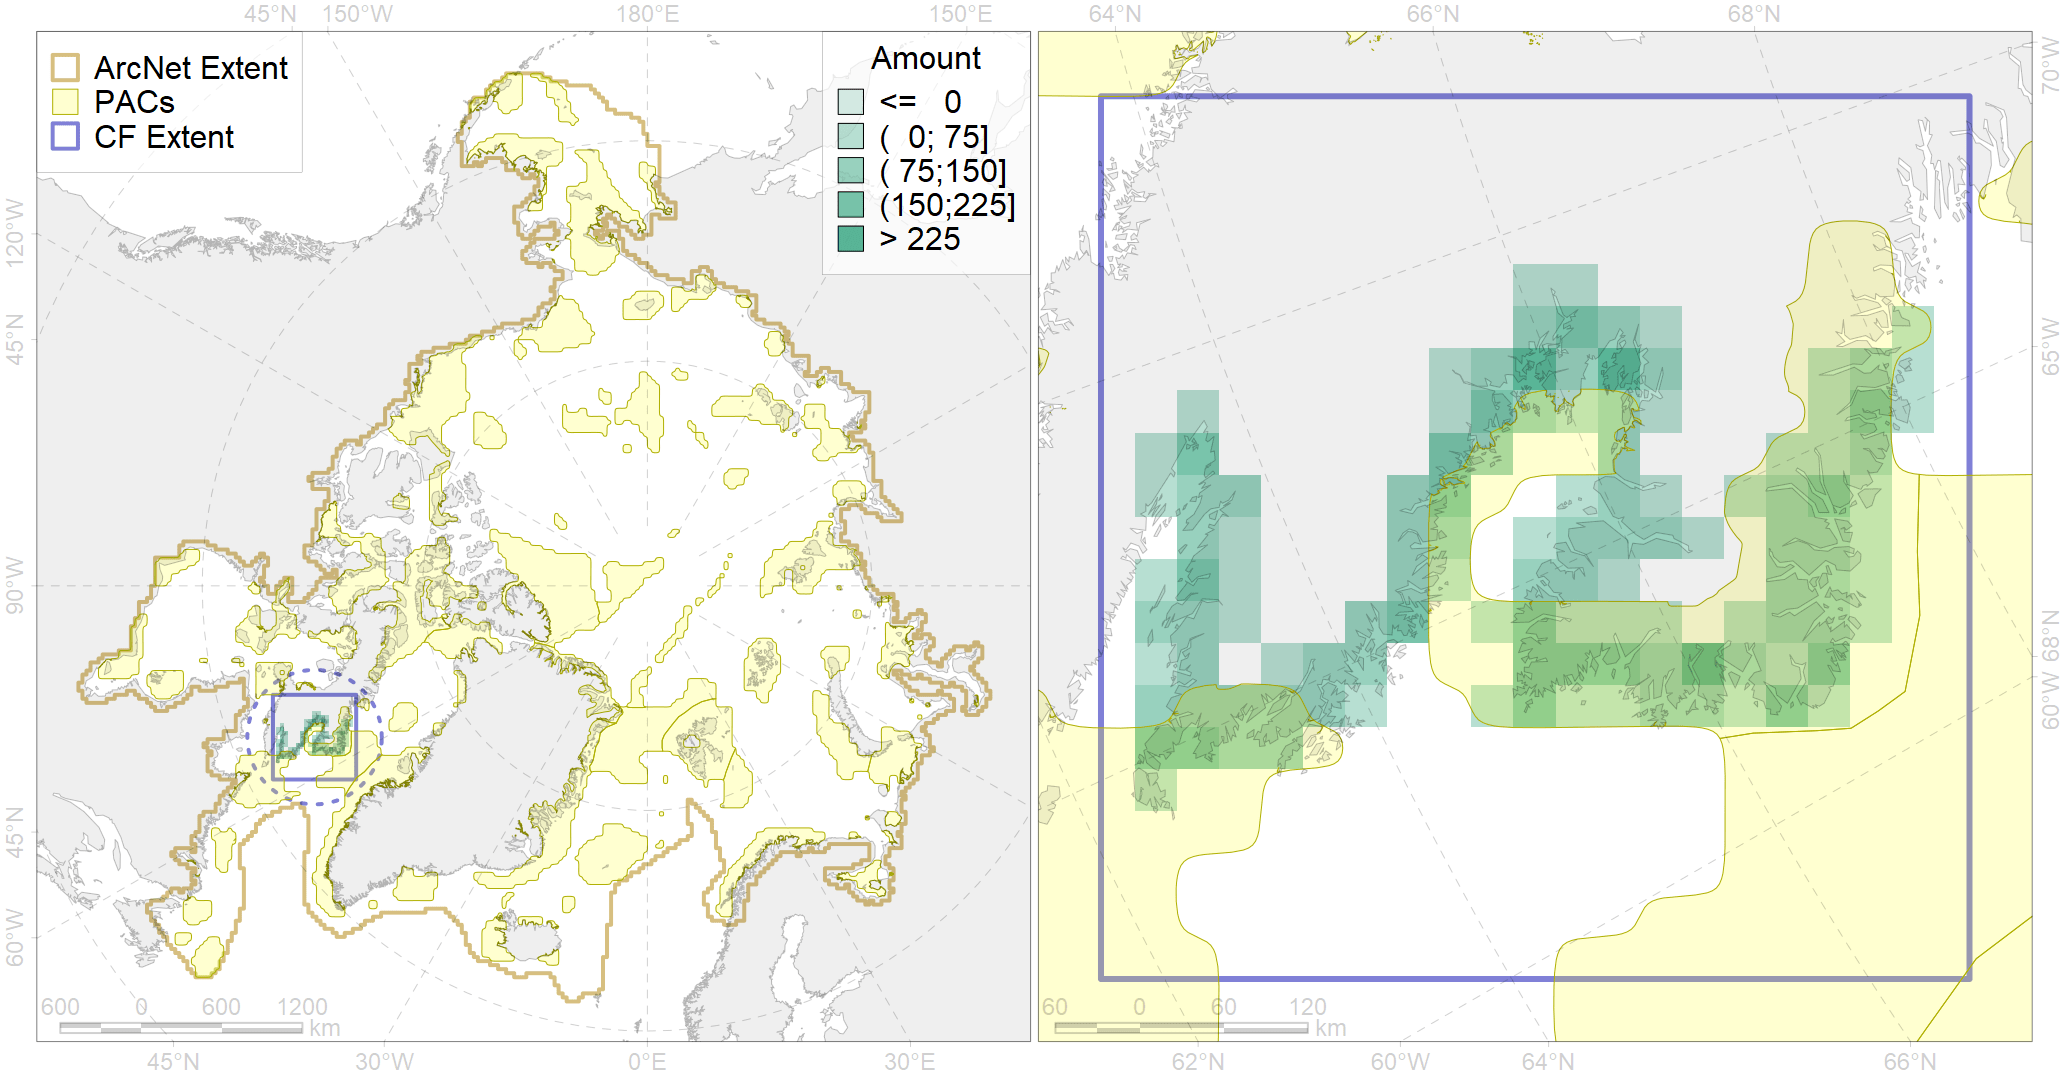 45°N 150°W 180°E 150°E 64°N 66°N 68°N
ArcNet Extent
PACs
CF Extent
Amount
<= 0
( 0; 75]
( 75;150]
(150;225]
> 225
120°W
45°N
90°W
45°N
60°W
70°W
65°W
68°N
60°W
600 0 600 1200
km
60 0 60 120
km
45°N 30°W 0°E 30°E 62°N 60°W 64°N 66°N